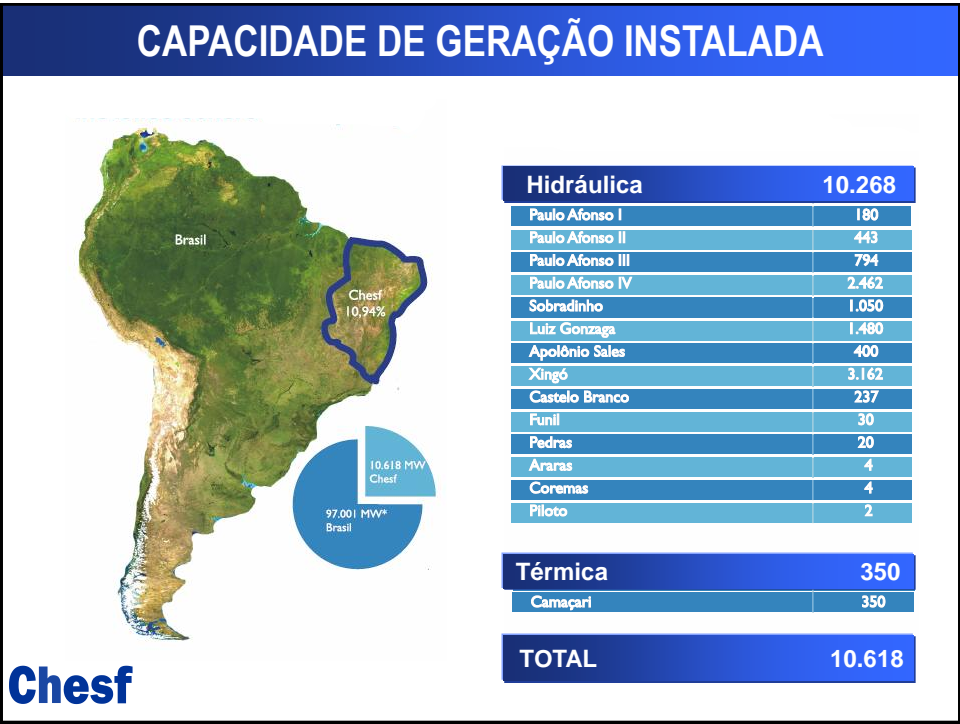 CAPACIDADE DE GERAÇÃO INSTALADA
Brasil
Chesf
10,94%
10.618 MW
Chesf
97.001 MW*
Brasil
Hidráulica 10.268
Paulo Afonso I 180
Paulo Afonso II 443
Paulo Afonso III 794
Paulo Afonso IV 2.462
Sobradinho 1.050
Luiz Gonzaga 1.480
Apolônio Sales 400
Xingó 3.162
Castelo Branco 237
Funil 30
Pedras 20
Araras 4
Coremas 4
Piloto 2
Térmica 350
Camaçari 350
TOTAL 10.618
Chesf